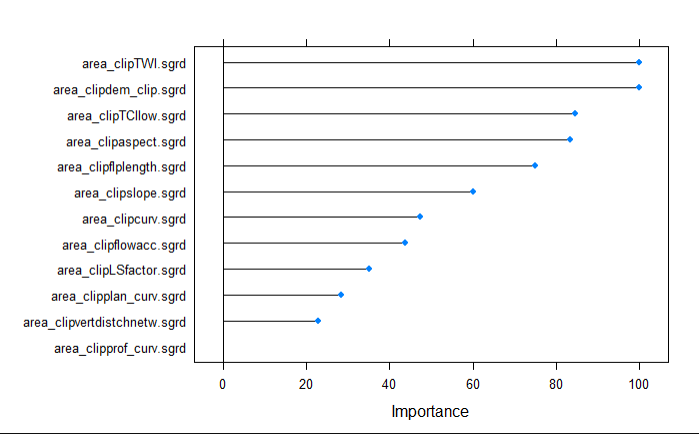 area_clipTWI.sgrd
area_clipdem_clip.sgrd
area_clipTCIlow.sgrd
area_clipaspect.sgrd
area_clipflplength.sgrd
area_clipslope.sgrd
area_clipcurv.sgrd
area_clipflowacc.sgrd
area_clipLSfactor.sgrd
area_clipplan_curv.sgrd
area_clipvertdistchnetw.sgrd
area_clipprof_curv.sgrd
0 20 40 60 80 100
Importance